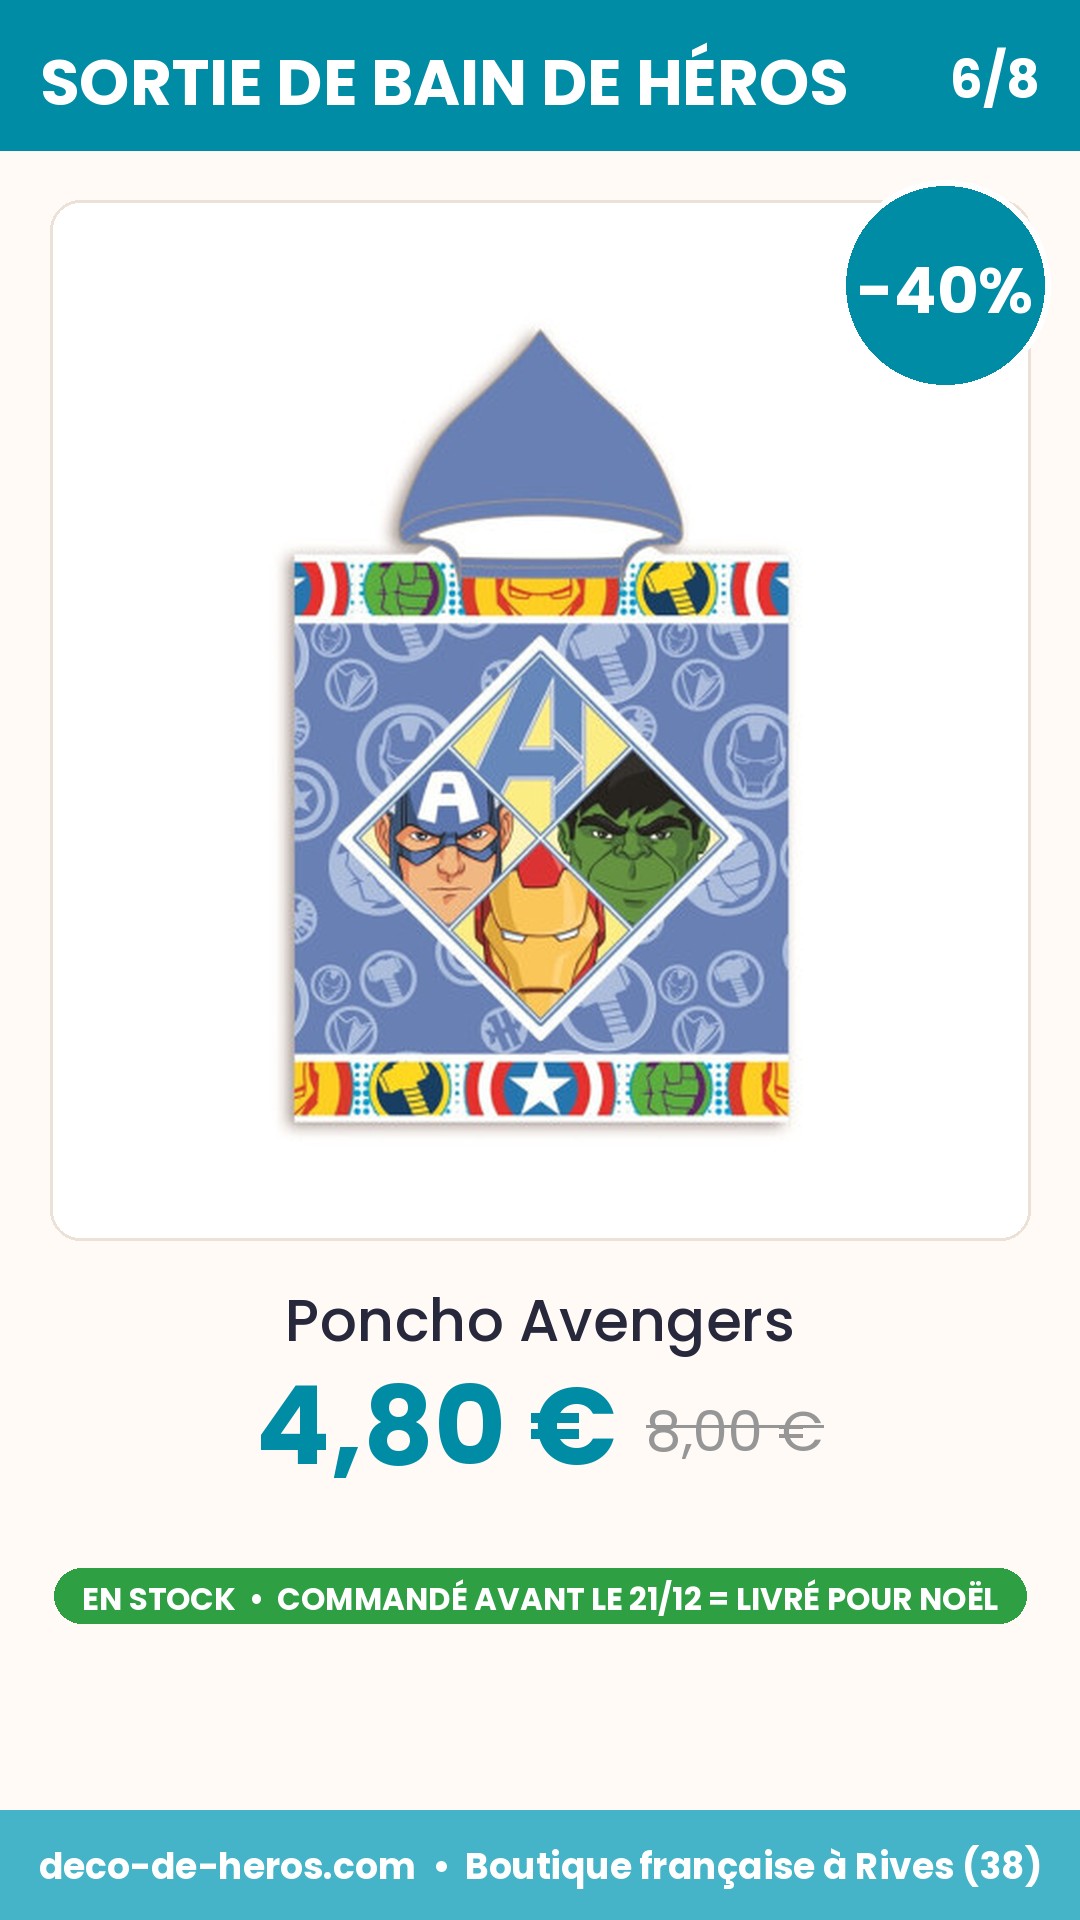 SORTIE DE BAIN DE HÉROS 6/8
-40%
A
A
Poncho Avengers
4,80 € 8,00 €
EN STOCK • COMMANDÉ AVANT LE 21/12 = LIVRÉ POUR NOËL
deco-de-heros.com • Boutique française à Rives (38)